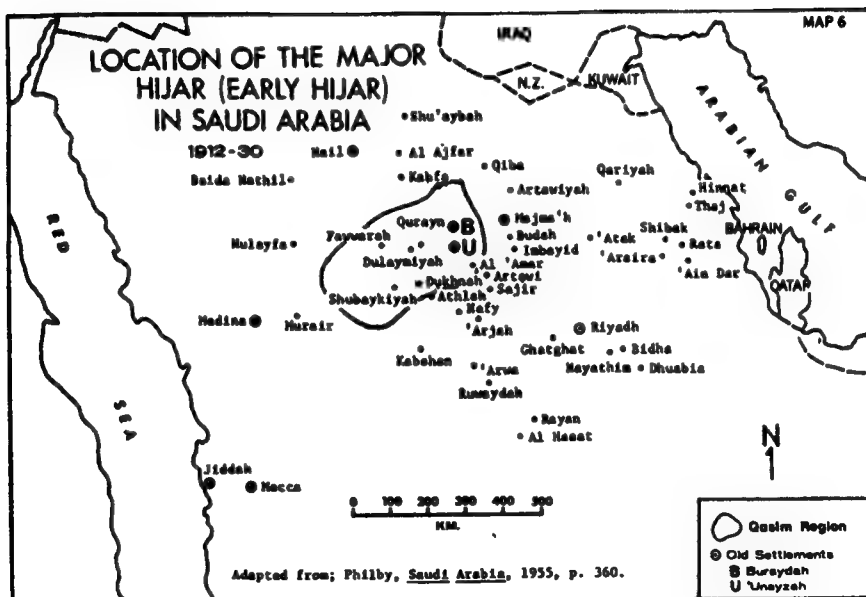 MAP 6
LOCATION OF THE MAJOR
HIJAR (EARLY HIJAR)
IN SAUDI ARABIA
1912-30
IRAQ
N.Z.
KUWAIT
ARABIAN GULF
BAHRAIN
QATAR
RED SEA
Shu'aybah
Hail
Al Ajfar
Baida Nathil
Kahfa
Qiba
Qariyah
Artawiyah
Hinnat
Thaj
Qurayn
B
U
Majma'h
Hulayfa
Fawwarah
Budah
'Atak
Shibak
Dulaymiyah
Imbayid
Rata
Al 'Amar
'Araira
'Ain Dar
Dukhnah
Artawi
Shubaykiyah
Athlah
Sajir
Nafy
Medina
Murair
'Arjah
Riyadh
Ghatghat
Kabshan
Bidha
'Arwa
Hayathim
Dhuabia
Ruwaydah
Rayan
Al Hasat
N
Jiddah
Mecca
0 100 200 300 400 500
KM.
Qasim Region
Old Settlements
B Buraydah
U 'Unayzah
Adapted from; Philby, Saudi Arabia, 1955, p. 360.